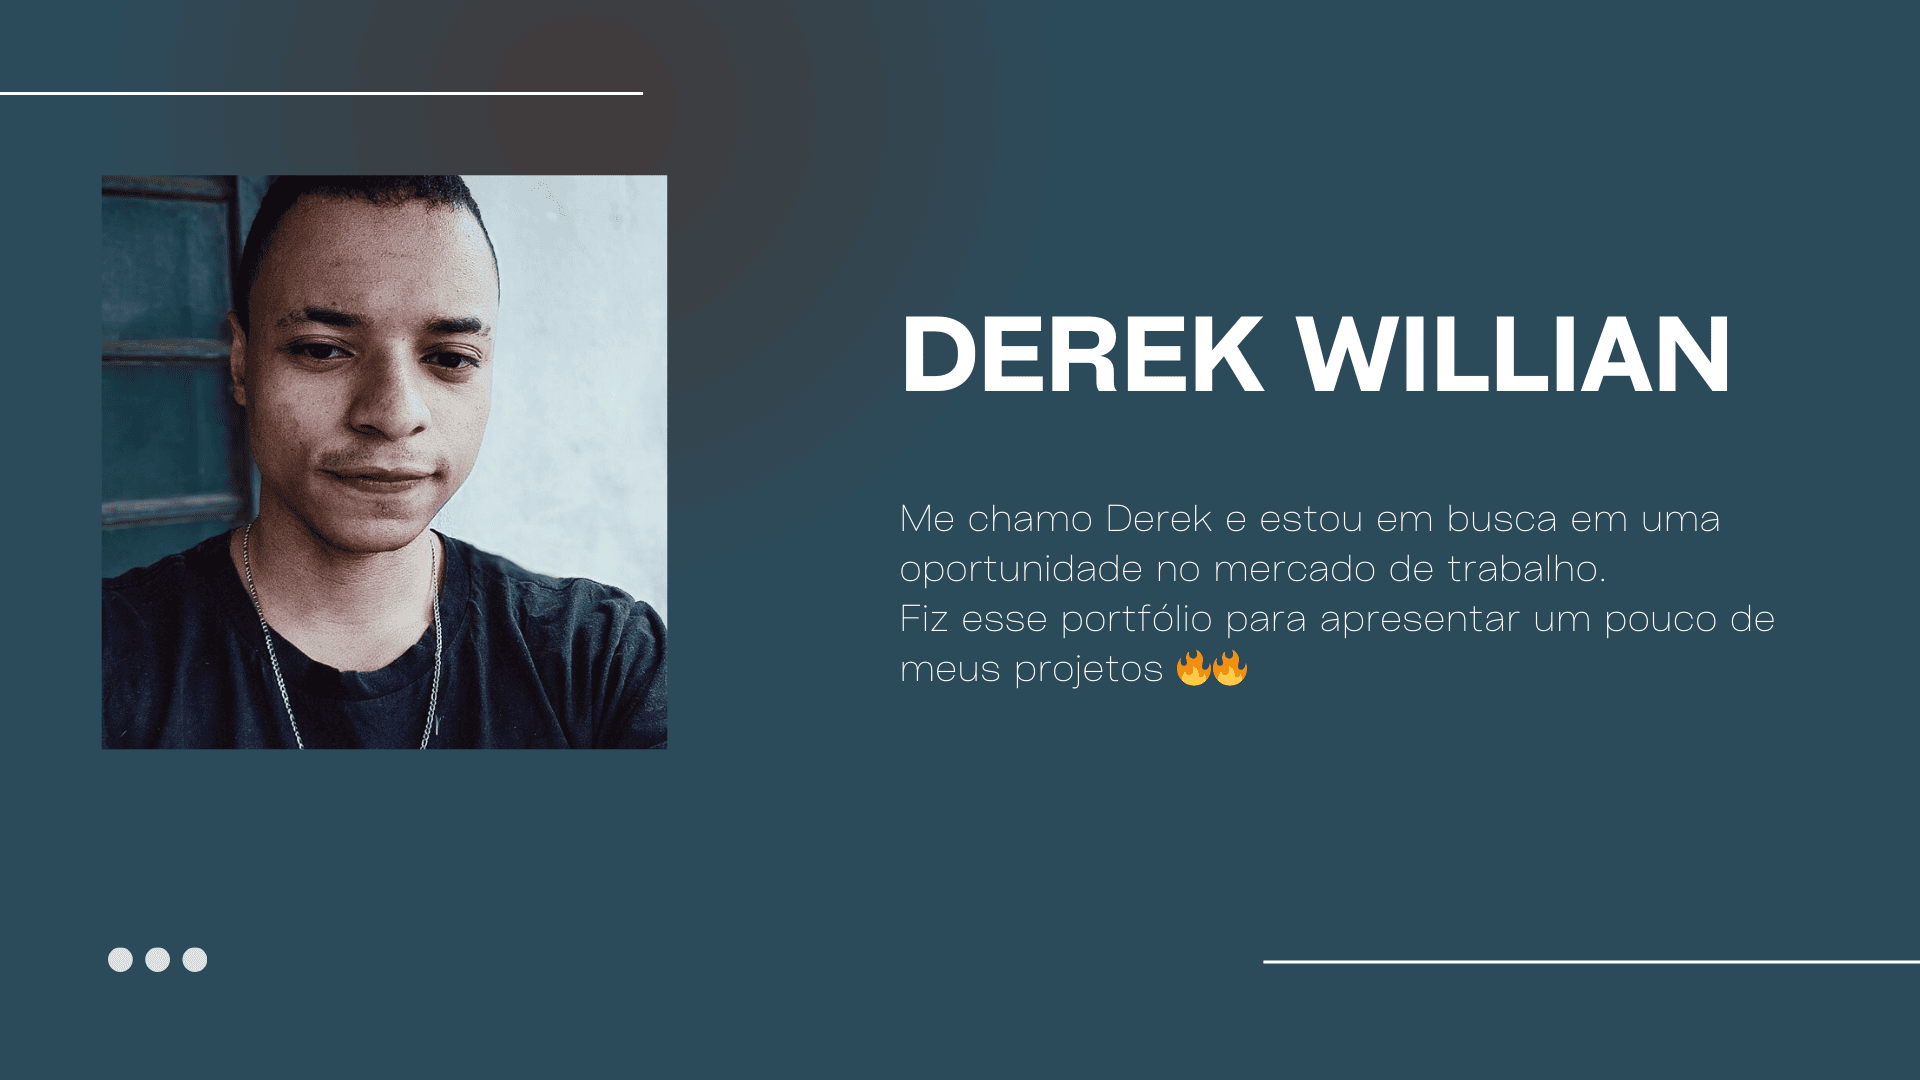 DEREK WILLIAN
Me chamo Derek e estou em busca em uma
oportunidade no mercado de trabalho.
Fiz esse portfólio para apresentar um pouco de
meus projetos 🔥🔥